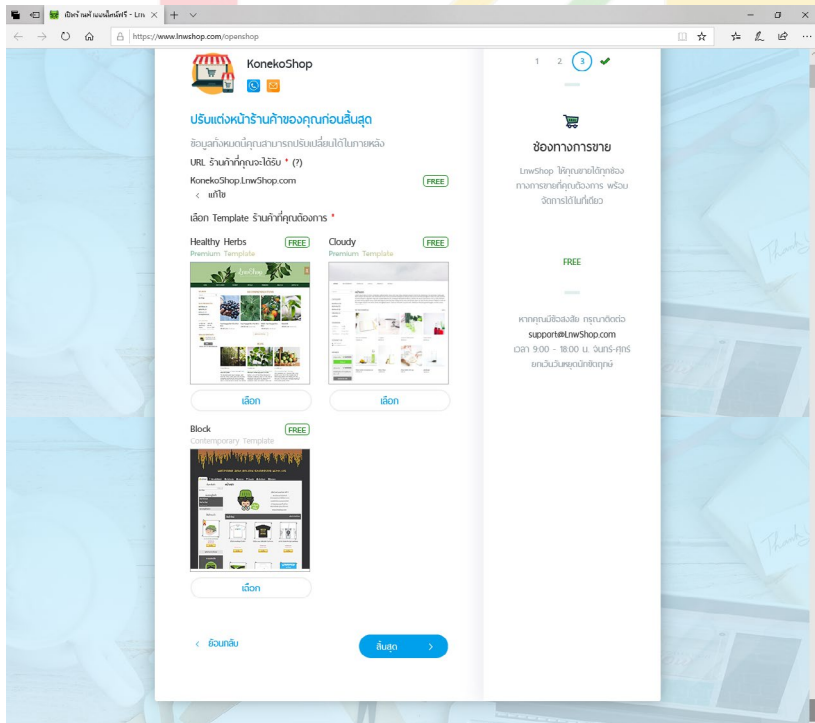 เปิดร้านค้าออนไลน์ฟรี - Lnw
https://www.lnwshop.com/openshop
KonekoShop
ปรับแต่งหน้าร้านค้าของคุณก่อนสิ้นสุด
ข้อมูลทั้งหมดนี้คุณสามารถปรับเปลี่ยนได้ในภายหลัง
URL ร้านค้าที่คุณจะได้รับ * (?)
KonekoShop.LnwShop.com FREE
< แก้ไข
เลือก Template ร้านค้าที่คุณต้องการ *
Healthy Herbs FREE
Premium Template
LnwShop
เลือก
Cloudy FREE
Premium Template
เลือก
Block FREE
Contemporary Template
เลือก
< ย้อนกลับ
สิ้นสุด >
1 2 3
ช่องทางการขาย
LnwShop ให้คุณขายได้ทุกช่อง
ทางการขายที่คุณต้องการ พร้อม
จัดการได้ในที่เดียว
FREE
หากคุณมีข้อสงสัย กรุณาติดต่อ
support@LnwShop.com
เวลา 9:00 - 18:00 น. จันทร์-ศุกร์
ยกเว้นวันหยุดนักขัตฤกษ์
Thank
Thank